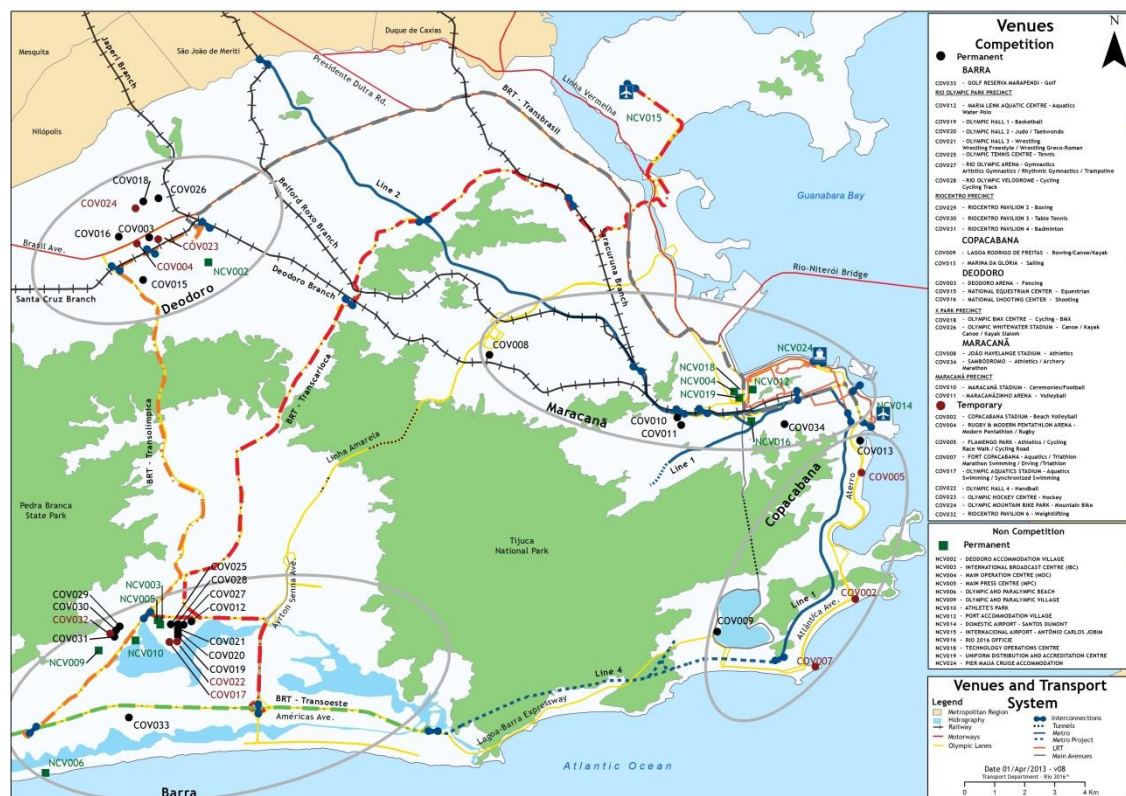 Mesquita
Japeri Branch
São João de Meriti
Duque de Caxias
Presidente Dutra Rd.
Linha Vermelha
BRT - Transbrasil
NCV015
Nilópolis
Line 2
Guanabara Bay
COV018
COV026
COV024
Belford Roxo Branch
COV016
COV003
COV023
Brasil Ave.
COV004
NCV002
Saracuruna Branch
Deodoro Branch
Rio-Niterói Bridge
Santa Cruz Branch
COV015
Deodoro
COV008
NCV024
NCV018
NCV004
NCV012
NCV019
BRT - Transcarioca
Maracanã
NCV014
COV010
COV011
COV034
NCV016
COV013
Linha Amarela
Line 1
COV005
BRT - Transolímpica
Aterro
Copacabana
Pedra Branca
State Park
Tijuca
National Park
COV025
NCV003
COV028
COV029
NCV005
COV027
COV030
COV012
COV032
COV031
COV021
COV020
NCV009
NCV010
COV019
COV022
COV017
Ayrton Senna Ave.
Line 1
Atlântica Ave.
COV002
COV009
COV007
Line 4
BRT - Transoeste
Américas Ave.
COV033
Lagoa-Barra Expressway
NCV006
Barra
Atlantic Ocean
N
Venues
Competition
Permanent
BARRA
COV033 - GOLF RESERVA MARAPENDI - Golf
RIO OLYMPIC PARK PRECINCT
COV012 - MARIA LENK AQUATIC CENTRE - Aquatics
Water Polo
COV019 - OLYMPIC HALL 1 - Basketball
COV020 - OLYMPIC HALL 2 - Judo / Taekwondo
COV021 - OLYMPIC HALL 3 - Wrestling
Wrestling Freestyle / Wrestling Greco-Roman
COV025 - OLYMPIC TENNIS CENTRE - Tennis
COV027 - RIO OLYMPIC ARENA - Gymnastics
Artistics Gymnastics / Rhythmic Gymnastics / Trampoline
COV028 - RIO OLYMPIC VELODROME - Cycling
Cycling Track
RIOCENTRO PRECINCT
COV029 - RIOCENTRO PAVILION 2 - Boxing
COV030 - RIOCENTRO PAVILION 3 - Table Tennis
COV031 - RIOCENTRO PAVILION 4 - Badminton
COPACABANA
COV009 - LAGOA RODRIGO DE FREITAS - Rowing/Canoe/Kayak
COV013 - MARINA DA GLÓRIA - Sailing
DEODORO
COV003 - DEODORO ARENA - Fencing
COV015 - NATIONAL EQUESTRIAN CENTER - Equestrian
COV016 - NATIONAL SHOOTING CENTER - Shooting
X PARK PRECINCT
COV018 - OLYMPIC BMX CENTRE - Cycling - BMX
COV026 - OLYMPIC WHITEWATER STADIUM - Canoe / Kayak
Canoe / Kayak Slalom
MARACANÃ
COV008 - JOÃO HAVELANGE STADIUM - Athletics
COV034 - SAMBÓDROMO - Athletics / Archery
Marathon
MARACANÃ PRECINCT
COV010 - MARACANÃ STADIUM - Ceremonies/Football
COV011 - MARACANÃZINHO ARENA - Volleyball
Temporary
COV002 - COPACABANA STADIUM - Beach Volleyball
COV004 - RUGBY & MODERN PENTATHLON ARENA -
Modern Pentathlon / Rugby
COV005 - FLAMENGO PARK - Athletics / Cycling
Race Walk / Cycling Road
COV007 - FORT COPACABANA - Aquatics / Triathlon
Marathon Swimming / Diving /Triathlon
COV017 - OLYMPIC AQUATICS STADIUM - Aquatics
Swimming / Synchronized Swimming
COV022 - OLYMPIC HALL 4 - Handball
COV023 - OLYMPIC HOCKEY CENTRE - Hockey
COV024 - OLYMPIC MOUNTAIN BIKE PARK - Mountain Bike
COV032 - RIOCENTRO PAVILION 6 - Weightlifting
Non Competition
Permanent
NCV002 - DEODORO ACCOMMODATION VILLAGE
NCV003 - INTERNATIONAL BROADCAST CENTRE (IBC)
NCV004 - MAIN OPERATION CENTRE (MOC)
NCV005 - MAIN PRESS CENTRE (MPC)
NCV006 - OLYMPIC AND PARALYMPIC BEACH
NCV009 - OLYMPIC AND PARALYMPIC VILLAGE
NCV010 - ATHLETE'S PARK
NCV012 - PORT ACCOMMODATION VILLAGE
NCV014 - DOMESTIC AIRPORT - SANTOS DUMONT
NCV015 - INTERNACIONAL AIRPORT - ANTÔNIO CARLOS JOBIM
NCV016 - RIO 2016 OFFICIE
NCV018 - TECHNOLOGY OPERATIONS CENTRE
NCV019 - UNIFORM DISTRIBUTION AND ACCREDITATION CENTRE
NCV024 - PIER MAUÁ CRUISE ACCOMMODATION
Venues and Transport
System
Legend
Metropolitan Region
Hidrography
Railway
Motorways
Olympic Lanes
Interconnections
Tunnels
Metro
Metro Project
LRT
Main Avenues
Date 01/Apr/2013 - v08
Transport Department - Rio 2016™
0 1 2 4 Km